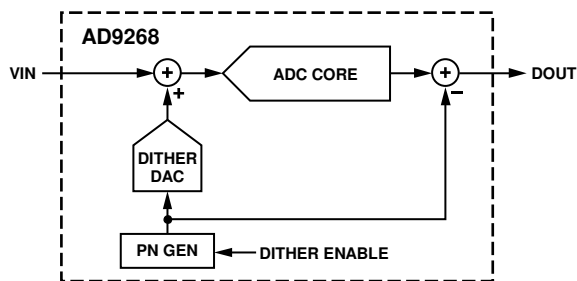 AD9268
VIN
+
ADC CORE
+
DOUT
+
−
DITHER
DAC
PN GEN
DITHER ENABLE